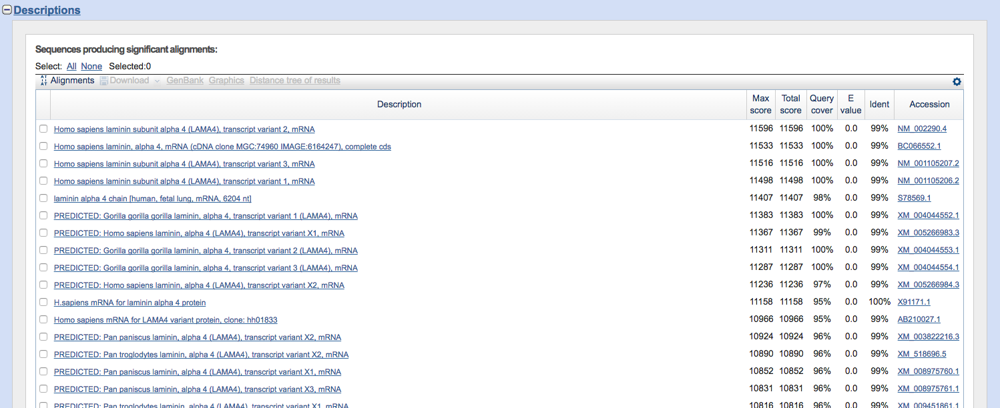 Descriptions
Sequences producing significant alignments:
Select: All None Selected:0
Alignments Download GenBank Graphics Distance tree of results
Description Max score Total score Query cover E value Ident Accession
Homo sapiens laminin subunit alpha 4 (LAMA4), transcript variant 2, mRNA 11596 11596 100% 0.0 99% NM_002290.4
Homo sapiens laminin, alpha 4, mRNA (cDNA clone MGC:74960 IMAGE:6164247), complete cds 11533 11533 100% 0.0 99% BC066552.1
Homo sapiens laminin subunit alpha 4 (LAMA4), transcript variant 3, mRNA 11516 11516 100% 0.0 99% NM_001105207.2
Homo sapiens laminin subunit alpha 4 (LAMA4), transcript variant 1, mRNA 11498 11498 100% 0.0 99% NM_001105206.2
laminin alpha 4 chain [human, fetal lung, mRNA, 6204 nt] 11407 11407 98% 0.0 99% S78569.1
PREDICTED: Gorilla gorilla gorilla laminin, alpha 4, transcript variant 1 (LAMA4), mRNA 11383 11383 100% 0.0 99% XM_004044552.1
PREDICTED: Homo sapiens laminin, alpha 4 (LAMA4), transcript variant X1, mRNA 11367 11367 99% 0.0 99% XM_005266983.3
PREDICTED: Gorilla gorilla gorilla laminin, alpha 4, transcript variant 2 (LAMA4), mRNA 11311 11311 100% 0.0 99% XM_004044553.1
PREDICTED: Gorilla gorilla gorilla laminin, alpha 4, transcript variant 3 (LAMA4), mRNA 11287 11287 100% 0.0 99% XM_004044554.1
PREDICTED: Homo sapiens laminin, alpha 4 (LAMA4), transcript variant X2, mRNA 11236 11236 97% 0.0 99% XM_005266984.3
H.sapiens mRNA for laminin alpha 4 protein 11158 11158 95% 0.0 100% X91171.1
Homo sapiens mRNA for LAMA4 variant protein, clone: hh01833 10966 10966 95% 0.0 99% AB210027.1
PREDICTED: Pan paniscus laminin, alpha 4 (LAMA4), transcript variant X2, mRNA 10924 10924 96% 0.0 99% XM_003822216.3
PREDICTED: Pan troglodytes laminin, alpha 4 (LAMA4), transcript variant X2, mRNA 10890 10890 96% 0.0 99% XM_518696.5
PREDICTED: Pan paniscus laminin, alpha 4 (LAMA4), transcript variant X1, mRNA 10852 10852 96% 0.0 99% XM_008975760.1
PREDICTED: Pan paniscus laminin, alpha 4 (LAMA4), transcript variant X3, mRNA 10831 10831 96% 0.0 99% XM_008975761.1
PREDICTED: Pan troglodytes laminin, alpha 4 (LAMA4), transcript variant X1, mRNA 10816 10816 96% 0.0 99% XM_009451861.1